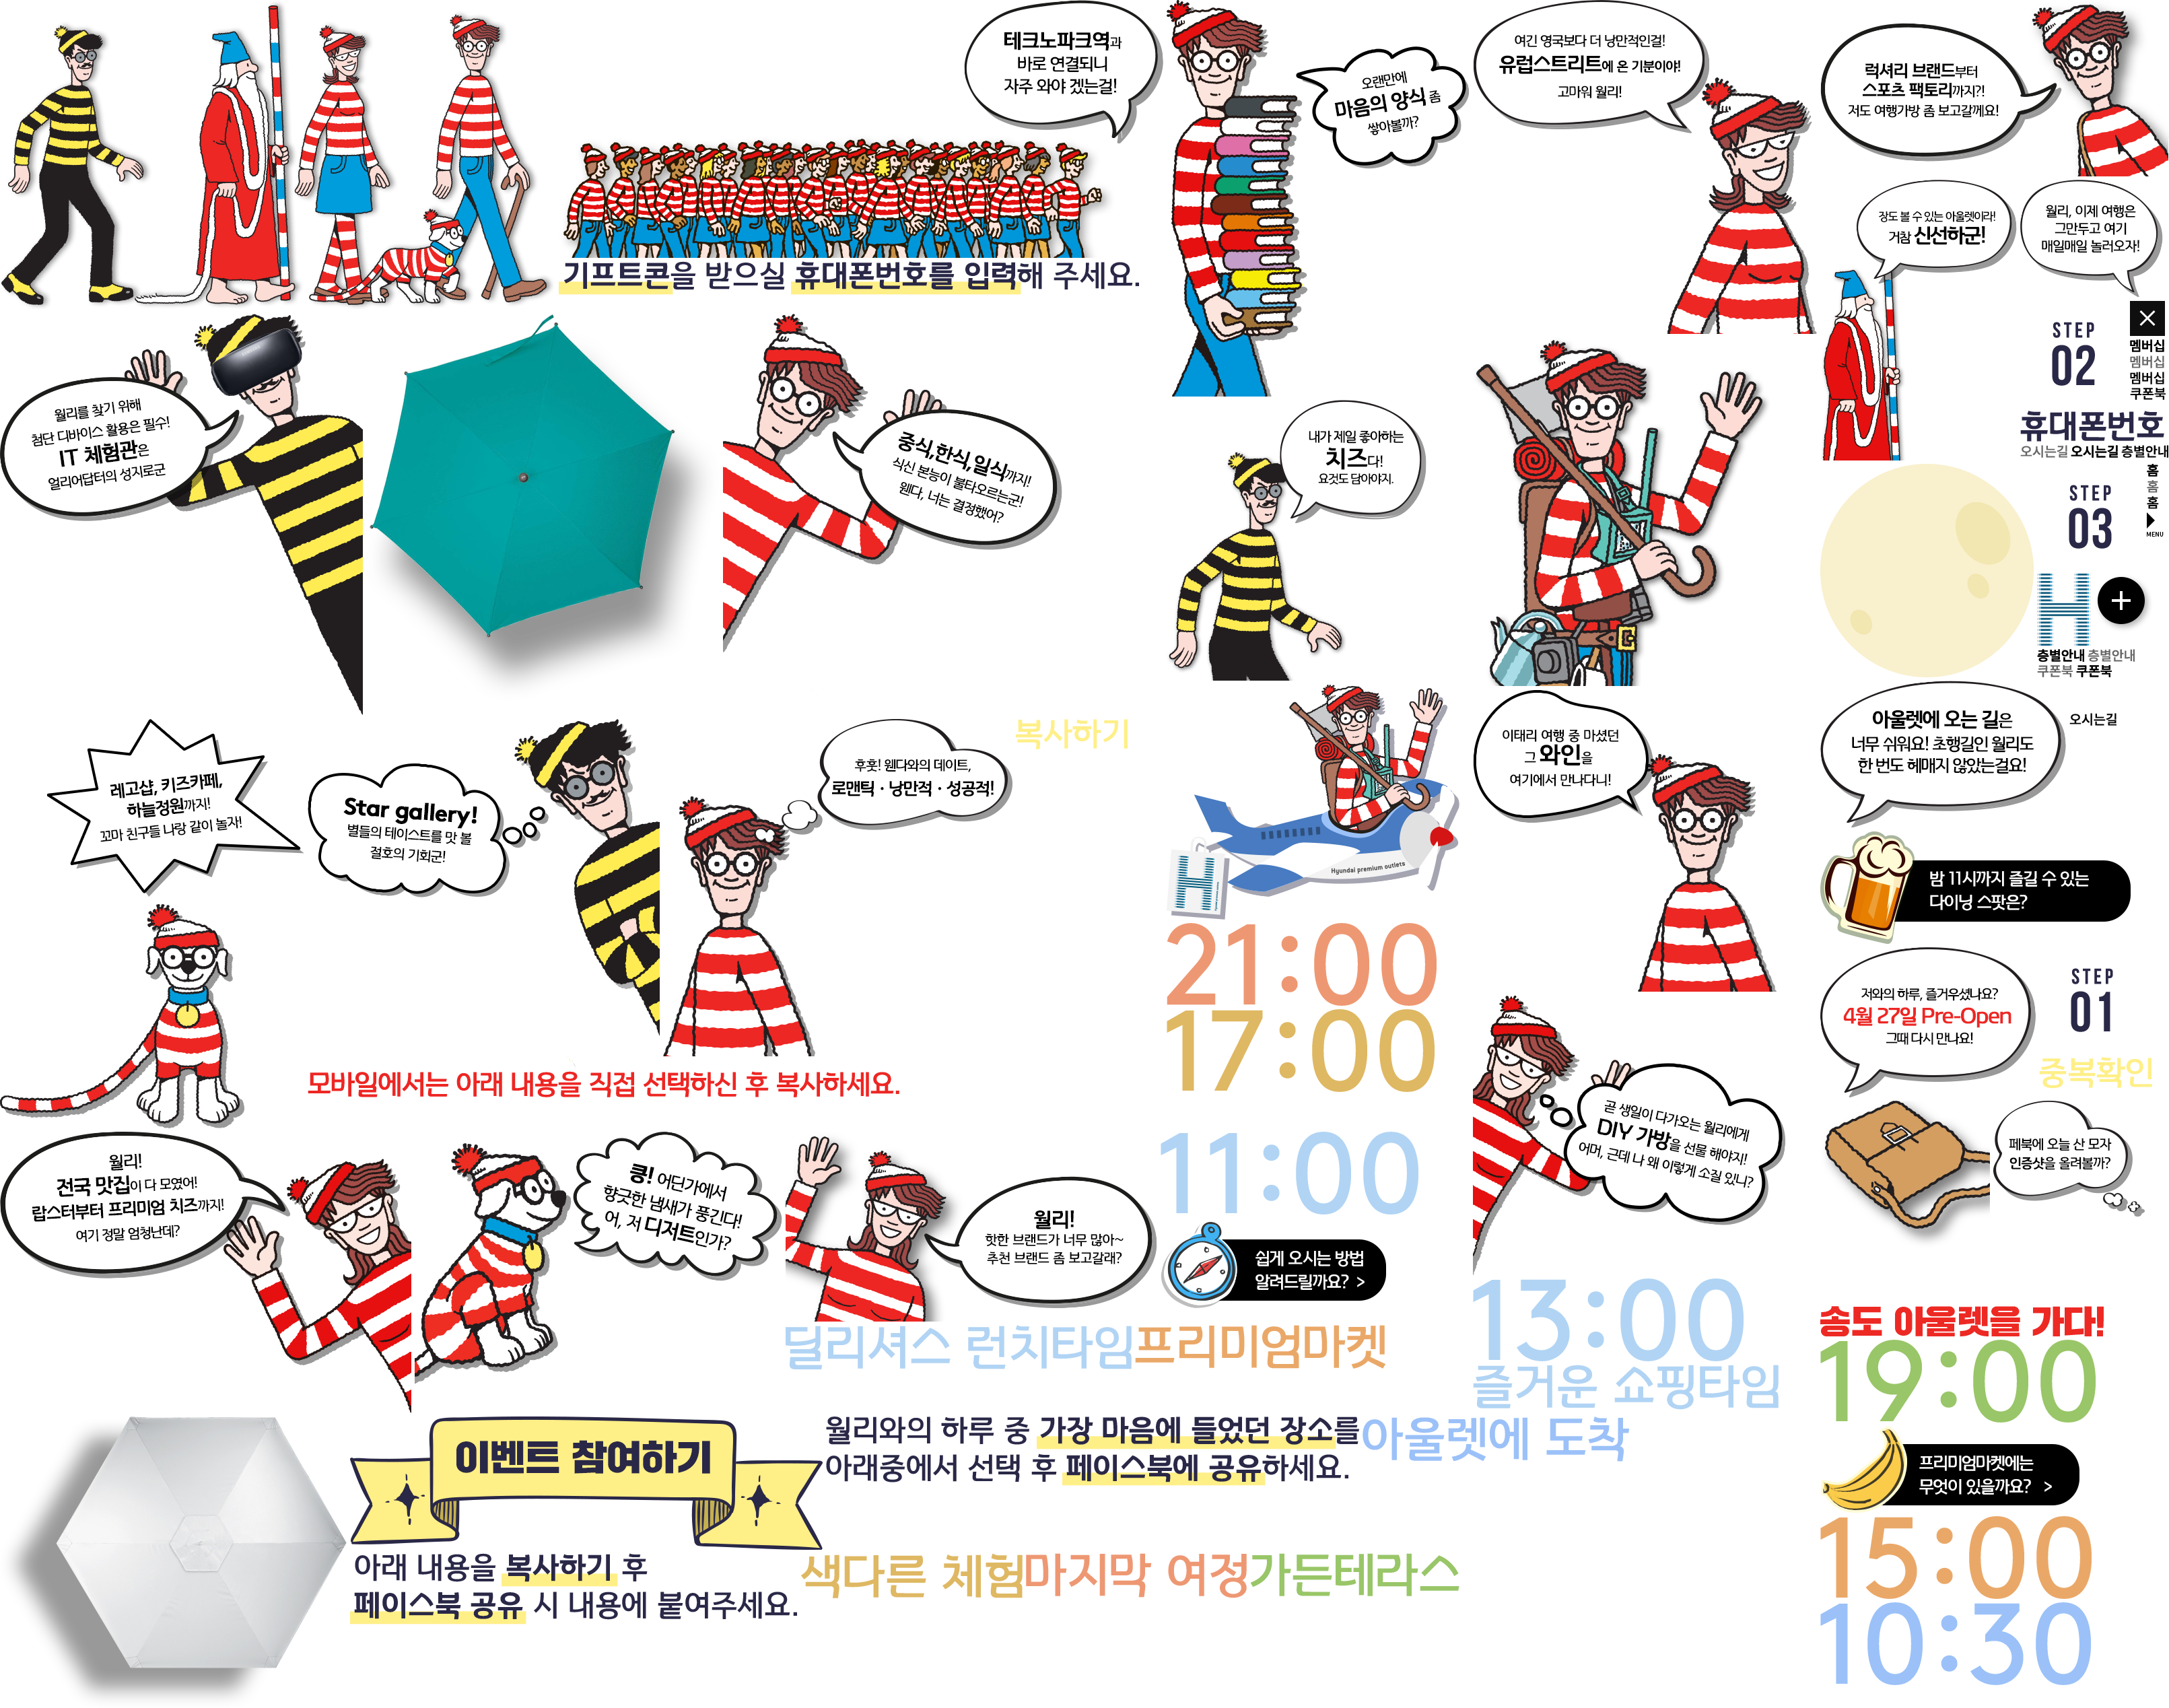 테크노파크역과
바로 연결되니
자주 와야 겠는걸!
오랜만에
마음의 양식 좀
쌓아볼까?
여긴 영국보다 더 낭만적인걸!
유럽스트리트에 온 기분이야!
고마워 월리!
럭셔리 브랜드부터
스포츠 팩토리까지?!
저도 여행가방 좀 보고갈께요!
장도 볼 수 있는 아울렛이라!
거참 신선하군!
월리, 이제 여행은
그만두고 여기
매일매일 놀러오자!
기프트콘을 받으실 휴대폰번호를 입력해 주세요.
STEP
02
멤버십
멤버십
멤버십
쿠폰북
휴대폰번호
오시는길 오시는길 층별안내
홈
홈
홈
MENU
STEP
03
층별안내 층별안내
쿠폰북 쿠폰북
월리를 찾기 위해
첨단 디바이스 활용은 필수!
IT 체험관은
얼리어답터의 성지로군
중식,한식,일식까지!
식신 본능이 불타오르는군!
웬다, 너는 결정했어?
내가 제일 좋아하는
치즈다!
요것도 담아야지.
레고샵, 키즈카페,
하늘정원까지!
꼬마 친구들 나랑 같이 놀자!
Star gallery!
별들의 테이스트를 맛 볼
절호의 기회군!
후훗! 웬다와의 데이트,
로맨틱 · 낭만적 · 성공적!
복사하기
Hyundai premium outlets
이태리 여행 중 마셨던
그 와인을
여기에서 만나다니!
아울렛에 오는 길은
너무 쉬워요! 초행길인 월리도
한 번도 헤매지 않았는걸요!
오시는길
밤 11시까지 즐길 수 있는
다이닝 스팟은?
21:00
17:00
저와의 하루, 즐거우셨나요?
4월 27일 Pre-Open
그때 다시 만나요!
STEP
01
중복확인
모바일에서는 아래 내용을 직접 선택하신 후 복사하세요.
월리!
전국 맛집이 다 모였어!
랍스터부터 프리미엄 치즈까지!
여기 정말 엄청난데?
킁! 어딘가에서
향긋한 냄새가 풍긴다!
어, 저 디저트인가?
월리!
핫한 브랜드가 너무 많아~
추천 브랜드 좀 보고갈래?
11:00
쉽게 오시는 방법
알려드릴까요? >
곧 생일이 다가오는 월리에게
DIY 가방을 선물 해야지!
어머, 근데 나 왜 이렇게 소질 있니?
페북에 오늘 산 모자
인증샷을 올려볼까?
딜리셔스 런치타임프리미엄마켓
13:00
즐거운 쇼핑타임
송도 아울렛을 가다!
19:00
이벤트 참여하기
월리와의 하루 중 가장 마음에 들었던 장소를
아래중에서 선택 후 페이스북에 공유하세요.
아울렛에 도착
프리미엄마켓에는
무엇이 있을까요? >
아래 내용을 복사하기 후
페이스북 공유 시 내용에 붙여주세요.
색다른 체험마지막 여정가든테라스
15:00
10:30